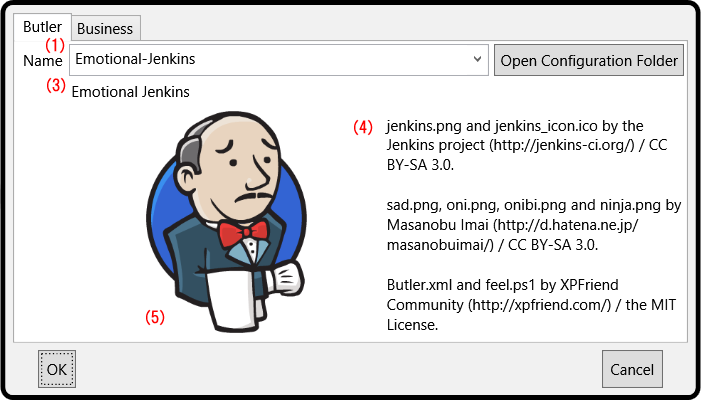 Butler
Business
(1)
Name
Emotional-Jenkins
Open Configuration Folder
(3)
Emotional Jenkins
(4)
jenkins.png and jenkins_icon.ico by the
Jenkins project (http://jenkins-ci.org/) / CC
BY-SA 3.0.
sad.png, oni.png, onibi.png and ninja.png by
Masanobu Imai (http://d.hatena.ne.jp/
masanobuimai/) / CC BY-SA 3.0.
Butler.xml and feel.ps1 by XPFriend
Community (http://xpfriend.com/) / the MIT
License.
(5)
OK
Cancel